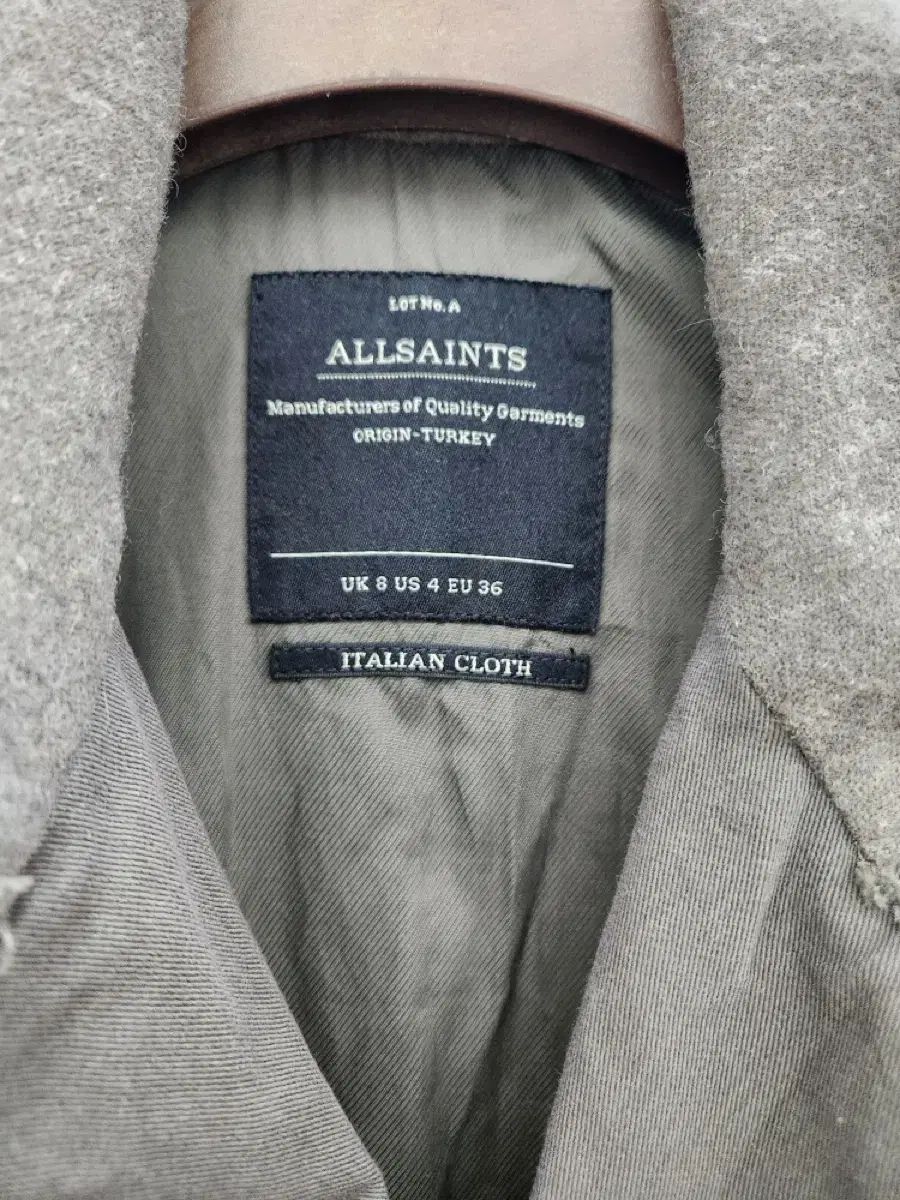 LOT No. A
ALLSAINTS
Manufacturers of Quality Garments
ORIGIN-TURKEY
UK 8 US 4 EU 36
ITALIAN CLOTH